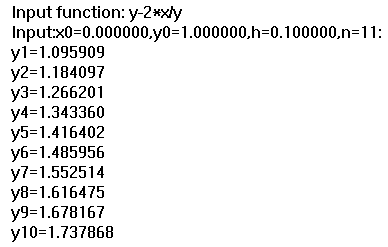 Input function: y-2*x/y
Input:x0=0.000000,y0=1.000000,h=0.100000,n=11:
y1=1.095909
y2=1.184097
y3=1.266201
y4=1.343360
y5=1.416402
y6=1.485956
y7=1.552514
y8=1.616475
y9=1.678167
y10=1.737868